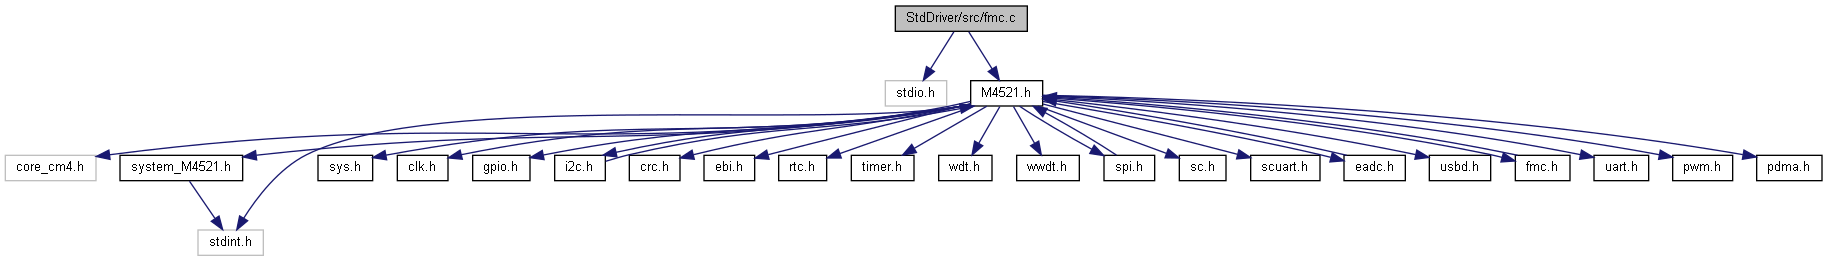 StdDriver/src/fmc.c
stdio.h
M4521.h
core_cm4.h
system_M4521.h
sys.h
clk.h
gpio.h
i2c.h
crc.h
ebi.h
rtc.h
timer.h
wdt.h
wwdt.h
spi.h
sc.h
scuart.h
eadc.h
usbd.h
fmc.h
uart.h
pwm.h
pdma.h
stdint.h